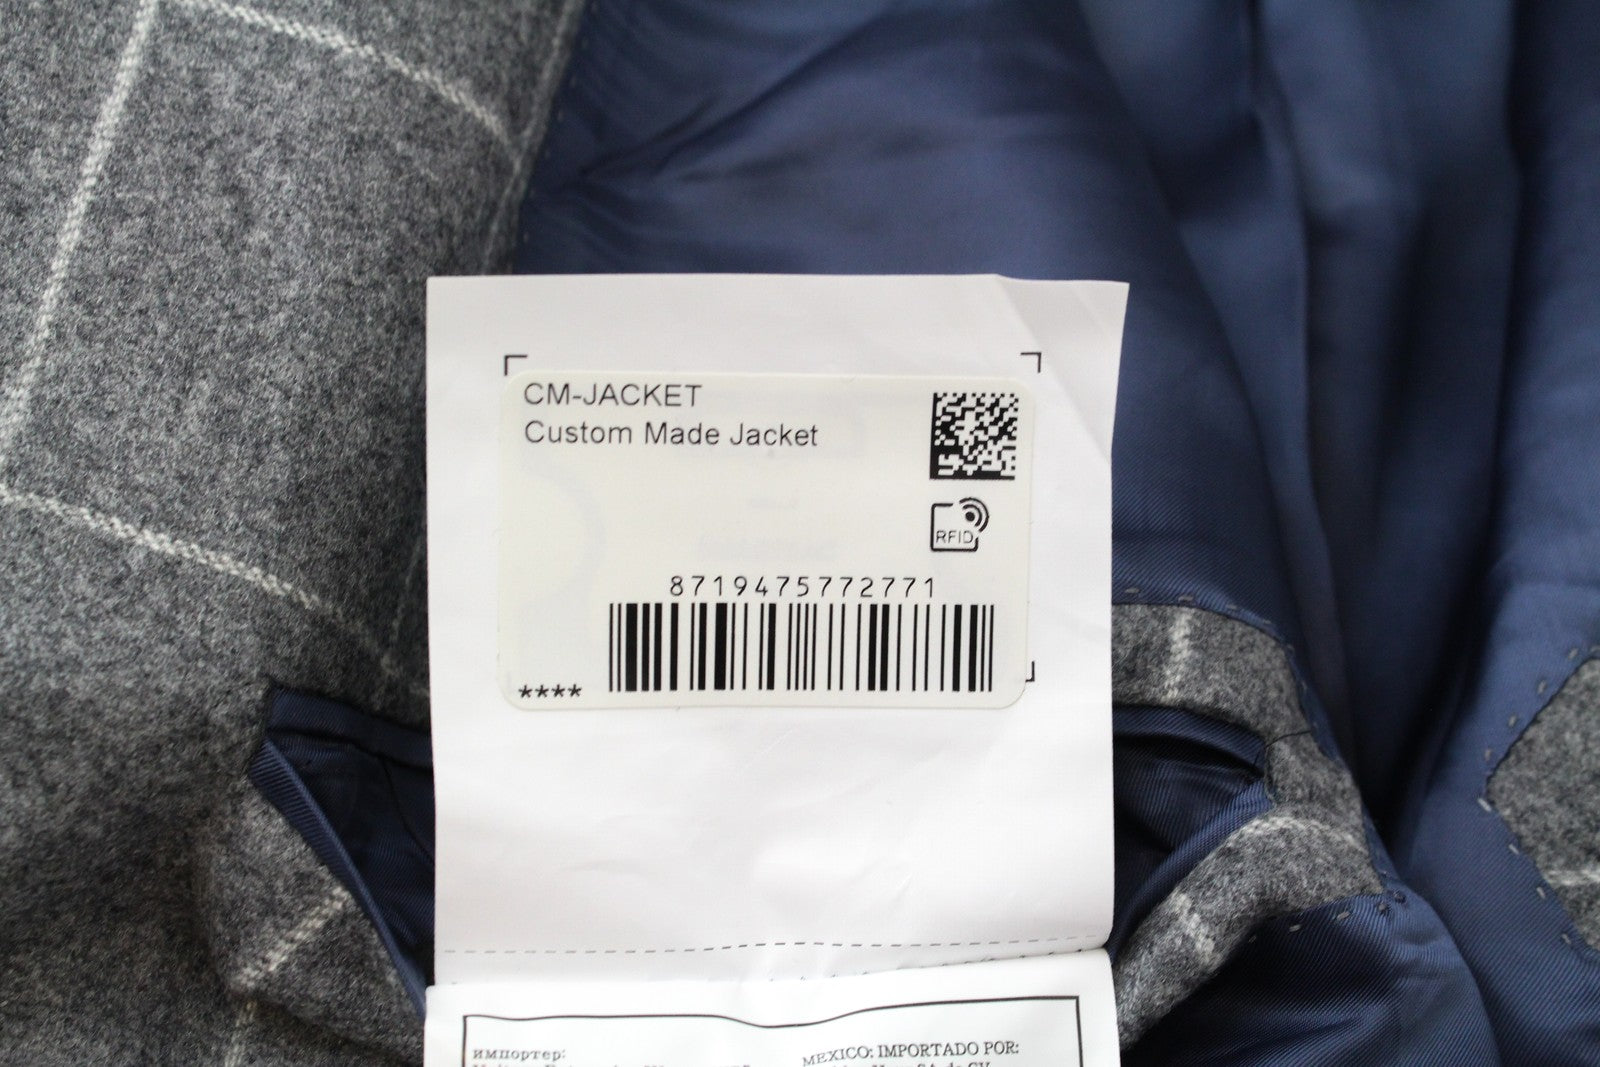 CM-JACKET
Custom Made Jacket
RFID
8719475772771
****
импортер:
MEXICO: IMPORTADO POR: